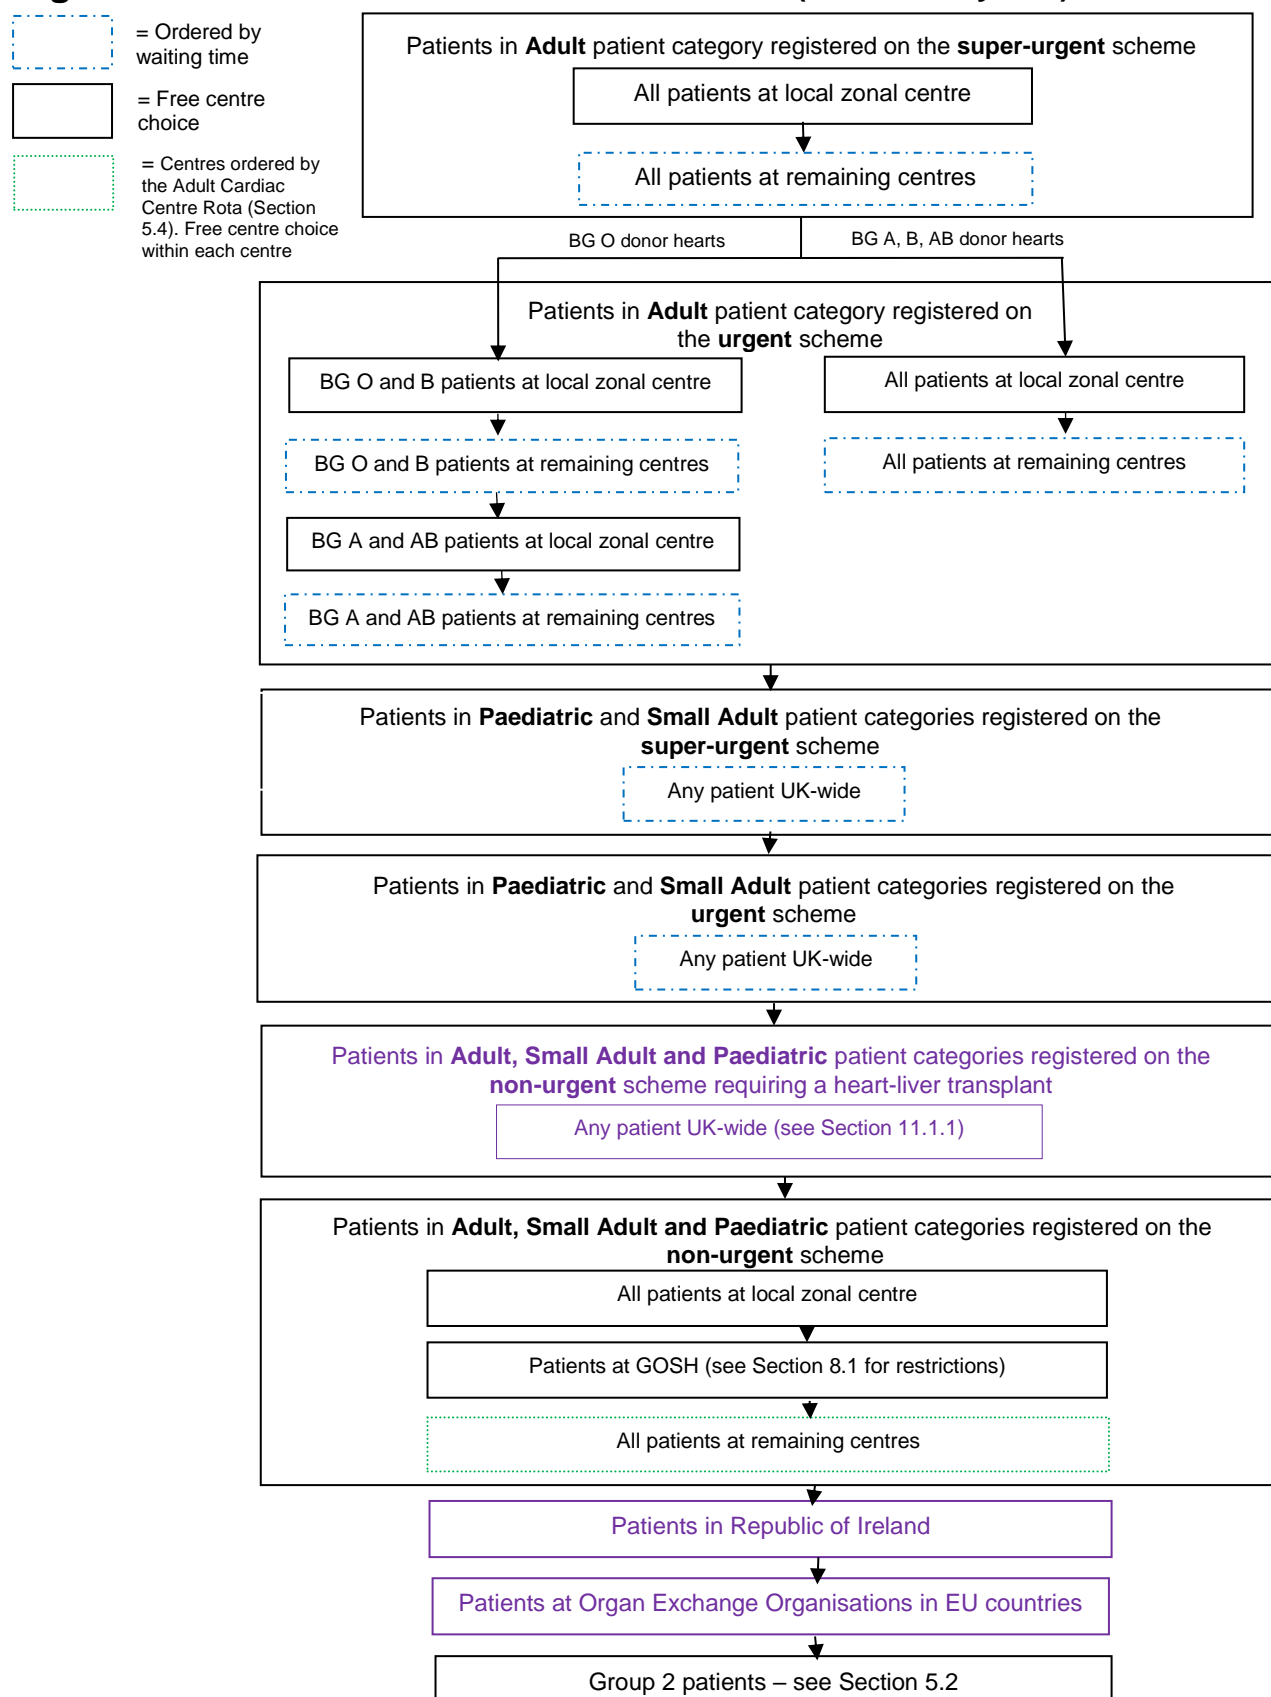 = Ordered by
waiting time
= Free centre
choice
= Centres ordered by
the Adult Cardiac
Centre Rota (Section
5.4). Free centre choice
within each centre
Patients in Adult patient category registered on the super-urgent scheme
All patients at local zonal centre
All patients at remaining centres
BG O donor hearts
BG A, B, AB donor hearts
Patients in Adult patient category registered on
the urgent scheme
BG O and B patients at local zonal centre
BG O and B patients at remaining centres
BG A and AB patients at local zonal centre
BG A and AB patients at remaining centres
All patients at local zonal centre
All patients at remaining centres
Patients in Paediatric and Small Adult patient categories registered on the
super-urgent scheme
Any patient UK-wide
Patients in Paediatric and Small Adult patient categories registered on the
urgent scheme
Any patient UK-wide
Patients in Adult, Small Adult and Paediatric patient categories registered on the
non-urgent scheme requiring a heart-liver transplant
Any patient UK-wide (see Section 11.1.1)
Patients in Adult, Small Adult and Paediatric patient categories registered on the
non-urgent scheme
All patients at local zonal centre
Patients at GOSH (see Section 8.1 for restrictions)
All patients at remaining centres
Patients in Republic of Ireland
Patients at Organ Exchange Organisations in EU countries
Group 2 patients – see Section 5.2